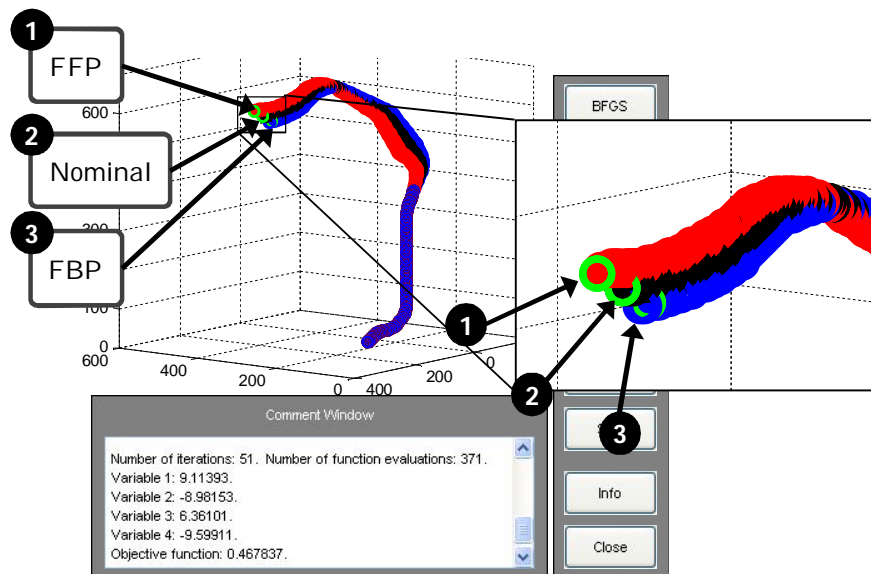 1
FFP
2
Nominal
3
FBP
600
100
0
600
400
200
0
400
200
0
BFGS
1
2
3
Info
Close
Comment Window
Number of iterations: 51. Number of function evaluations: 371.
Variable 1: 9.11393.
Variable 2: -8.98153.
Variable 3: 6.36101.
Variable 4: -9.59911.
Objective function: 0.467837.